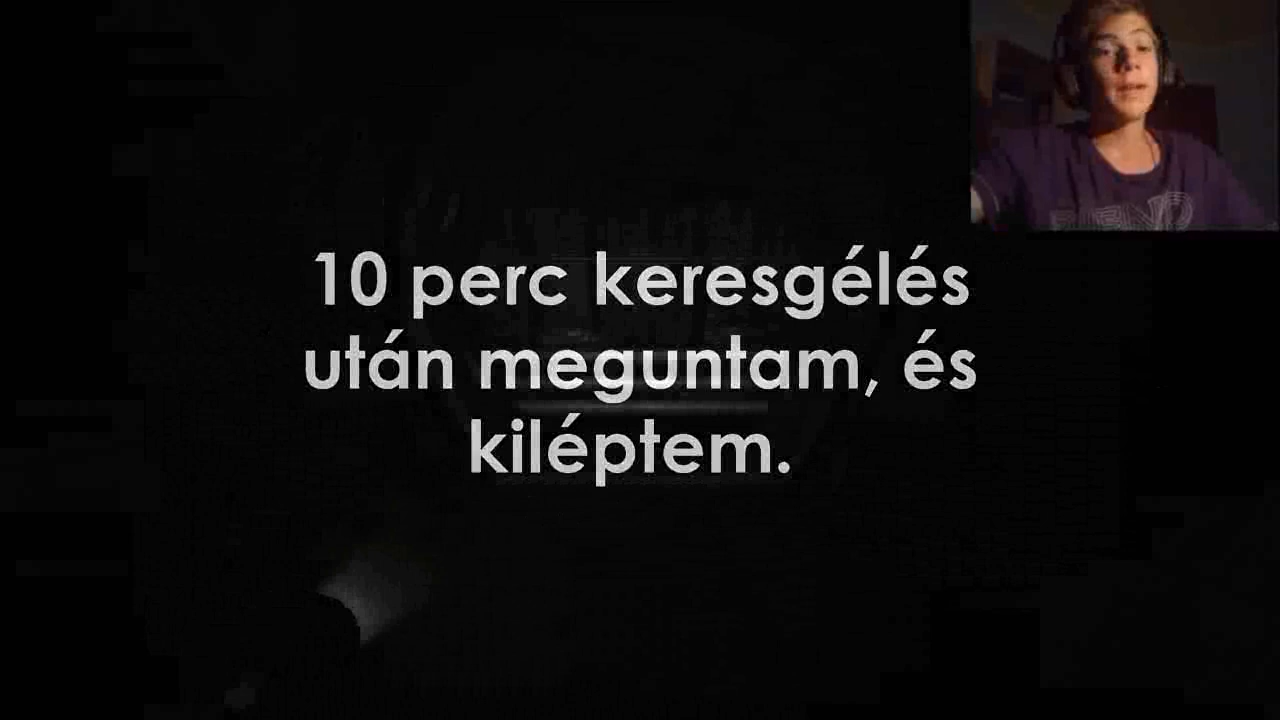 10 perc keresgélés
után meguntam, és
kiléptem.